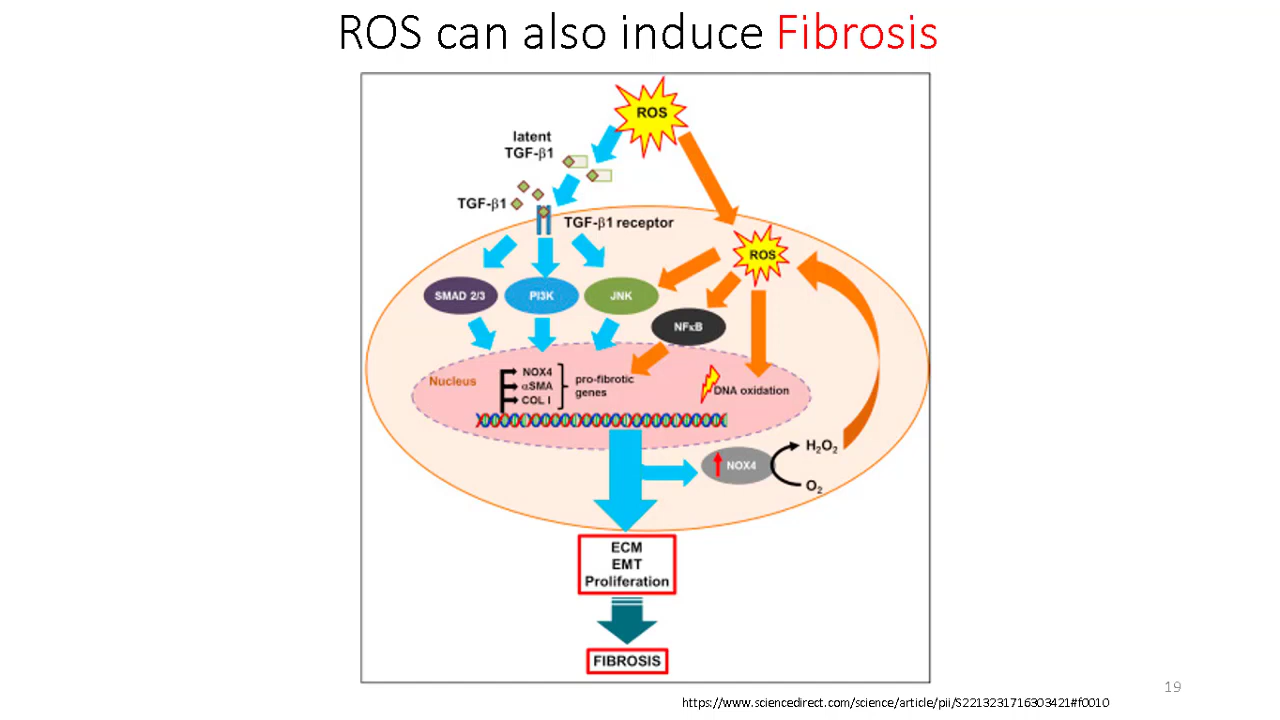 ROS can also induce Fibrosis
ROS
latent
TGF-β1
TGF-β1
TGF-β1 receptor
ROS
SMAD 2/3
PI3K
JNK
NFκB
Nucleus
NOX4
αSMA
COL I
pro-fibrotic
genes
DNA oxidation
H₂O₂
NOX4
O₂
ECM
EMT
Proliferation
FIBROSIS
19
https://www.sciencedirect.com/science/article/pii/S2213231716303421#f0010